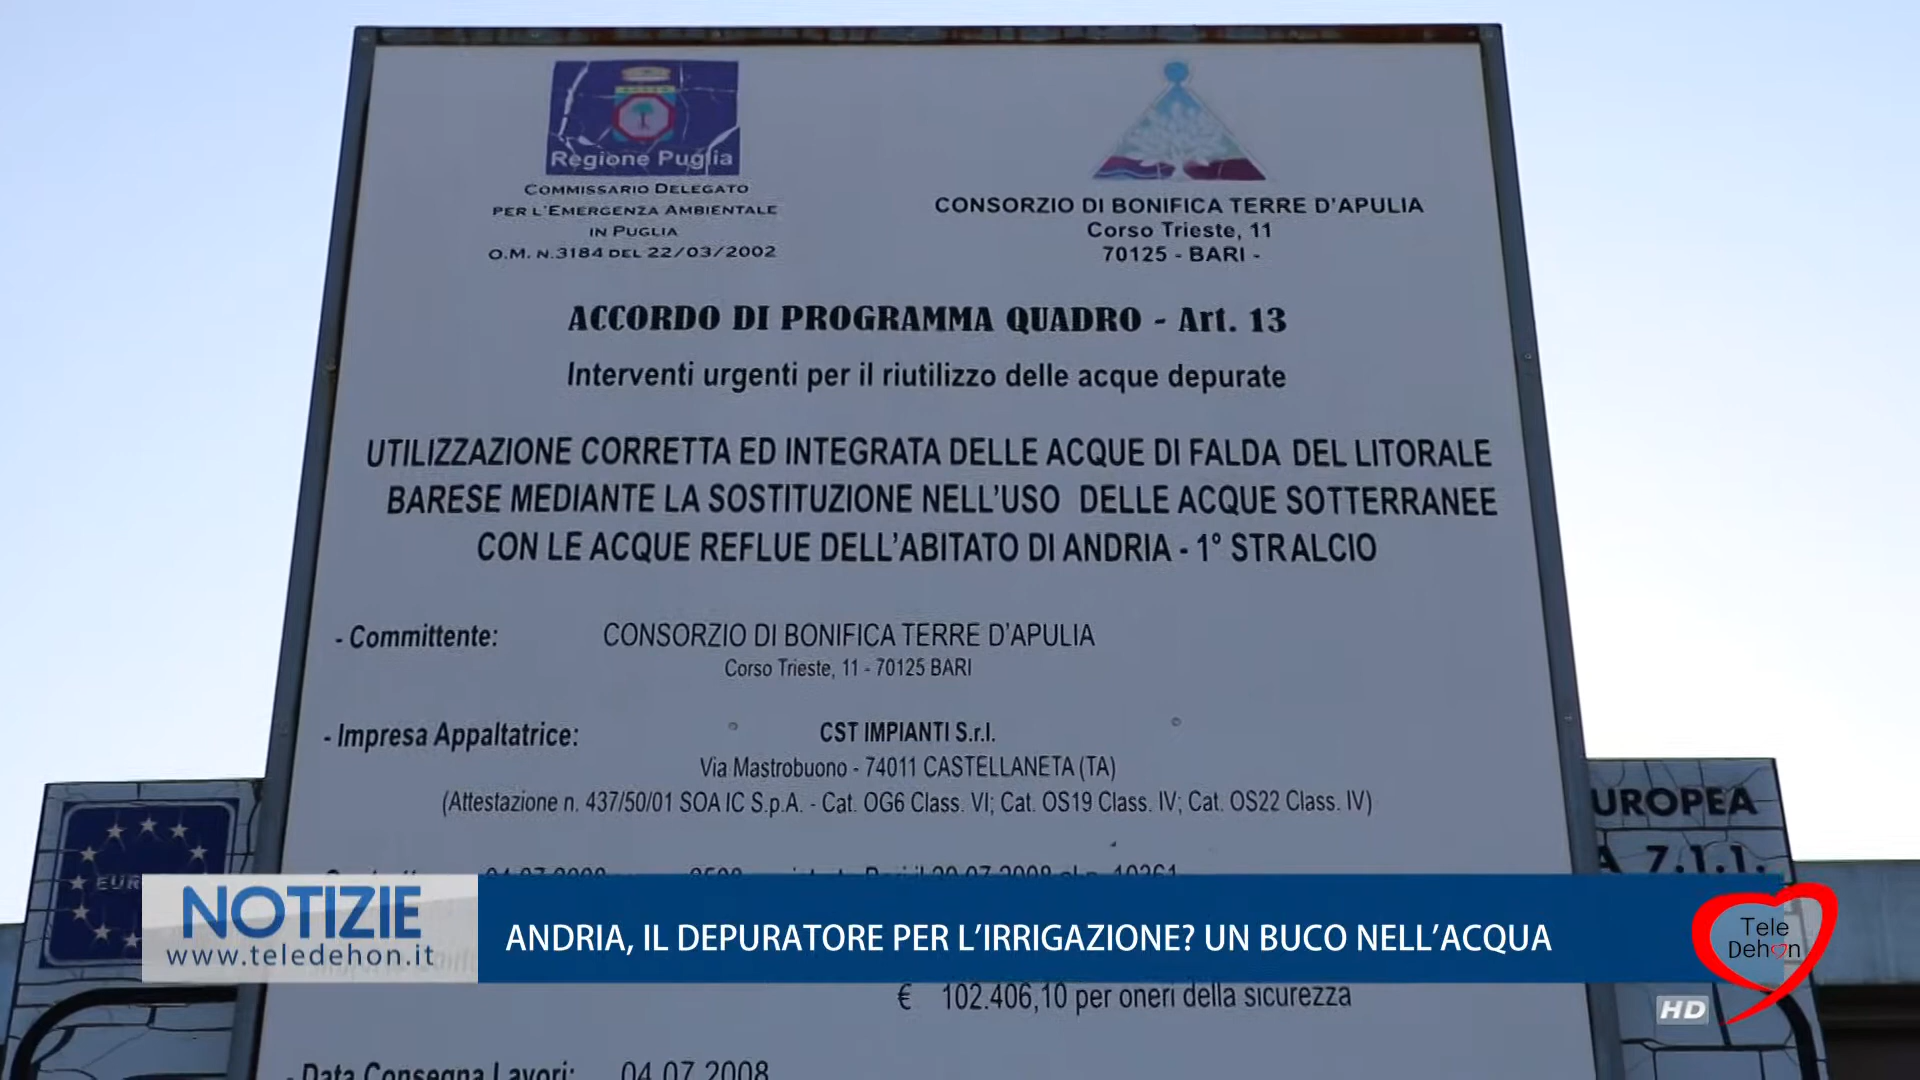 Regione Puglia
COMMISSARIO DELEGATO
PER L'EMERGENZA AMBIENTALE
IN PUGLIA
O.M. N.3184 DEL 22/03/2002
CONSORZIO DI BONIFICA TERRE D'APULIA
Corso Trieste, 11
70125 - BARI -
ACCORDO DI PROGRAMMA QUADRO - Art. 13
Interventi urgenti per il riutilizzo delle acque depurate
UTILIZZAZIONE CORRETTA ED INTEGRATA DELLE ACQUE DI FALDA DEL LITORALE
BARESE MEDIANTE LA SOSTITUZIONE NELL'USO DELLE ACQUE SOTTERRANEE
CON LE ACQUE REFLUE DELL'ABITATO DI ANDRIA - 1° STRALCIO
- Committente: CONSORZIO DI BONIFICA TERRE D'APULIA
Corso Trieste, 11 - 70125 BARI
- Impresa Appaltatrice: CST IMPIANTI S.r.l.
Via Mastrobuono - 74011 CASTELLANETA (TA)
(Attestazione n. 437/50/01 SOA IC S.p.A. - Cat. OG6 Class. VI; Cat. OS19 Class. IV; Cat. OS22 Class. IV)
UROPEA
A 7.1.1.
NOTIZIE
www.teledehon.it
ANDRIA, IL DEPURATORE PER L'IRRIGAZIONE? UN BUCO NELL'ACQUA
Tele
Dehon
HD
€ 102.406,10 per oneri della sicurezza
- Data Consegna Lavori: 04.07.2008